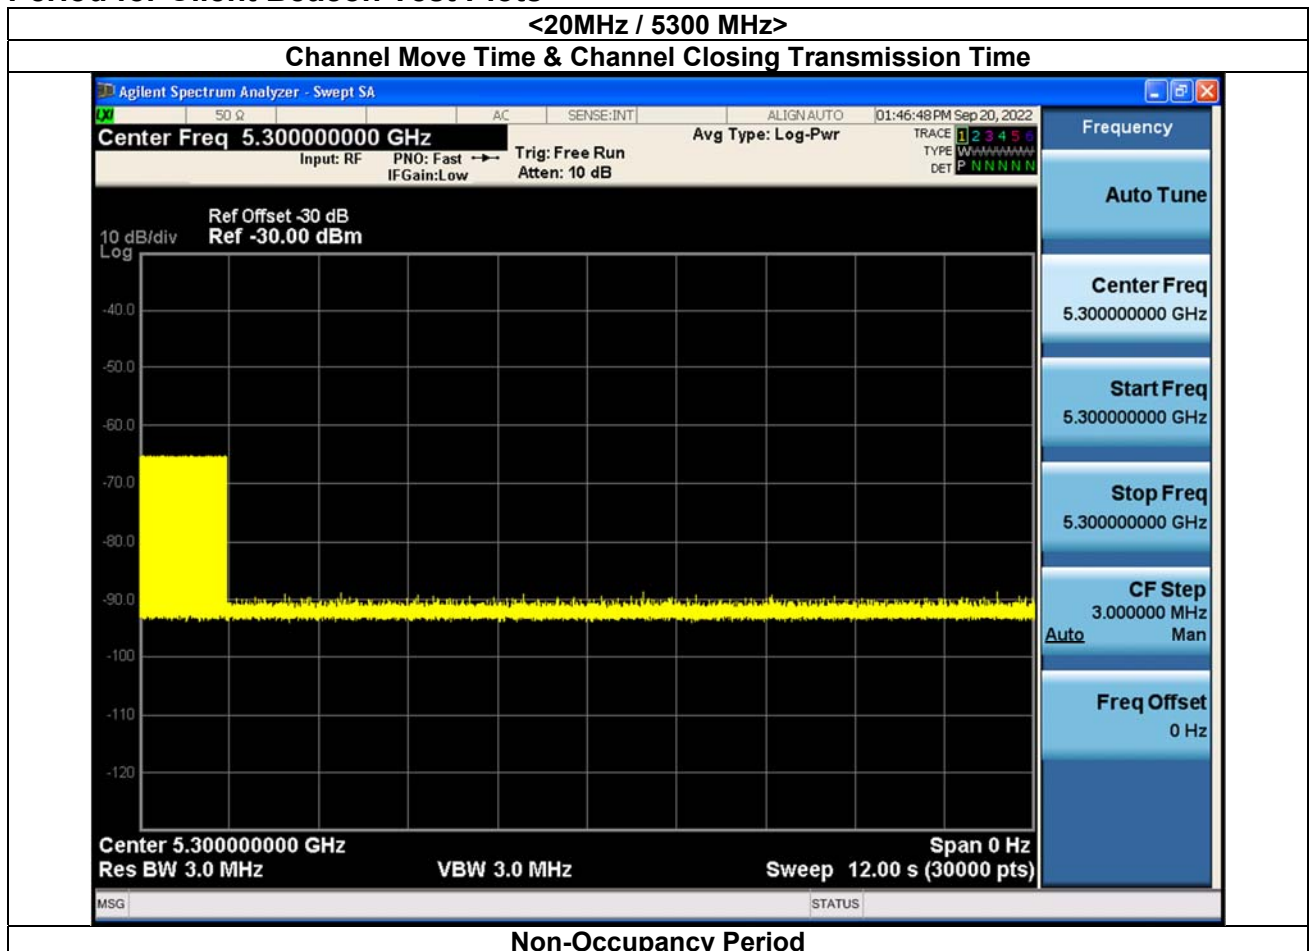 <20MHz / 5300 MHz>
Channel Move Time & Channel Closing Transmission Time
Agilent Spectrum Analyzer - Swept SA
50 Ω AC SENSE:INT ALIGNAUTO 01:46:48 PM Sep 20, 2022
Center Freq 5.300000000 GHz
Input: RF PNO: Fast
IFGain:Low
Trig: Free Run
Atten: 10 dB
Avg Type: Log-Pwr
TRACE 1 2 3 4 5 6
TYPE
DET P N N N N N
Ref Offset -30 dB
10 dB/div Ref -30.00 dBm
Log
-40.0
-50.0
-60.0
-70.0
-80.0
-90.0
-100
-110
-120
Center 5.300000000 GHz Span 0 Hz
Res BW 3.0 MHz VBW 3.0 MHz Sweep 12.00 s (30000 pts)
MSG STATUS
Frequency
Auto Tune
Center Freq
5.300000000 GHz
Start Freq
5.300000000 GHz
Stop Freq
5.300000000 GHz
CF Step
3.000000 MHz
Auto Man
Freq Offset
0 Hz
Non-Occupancy Period